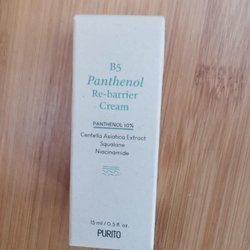 B5
Panthenol
Re-barrier
Cream
PANTHENOL 10%
Centella Asiatica Extract
Squalane
Niacinamide
15 ml / 0.5 fl. oz.
PURITO